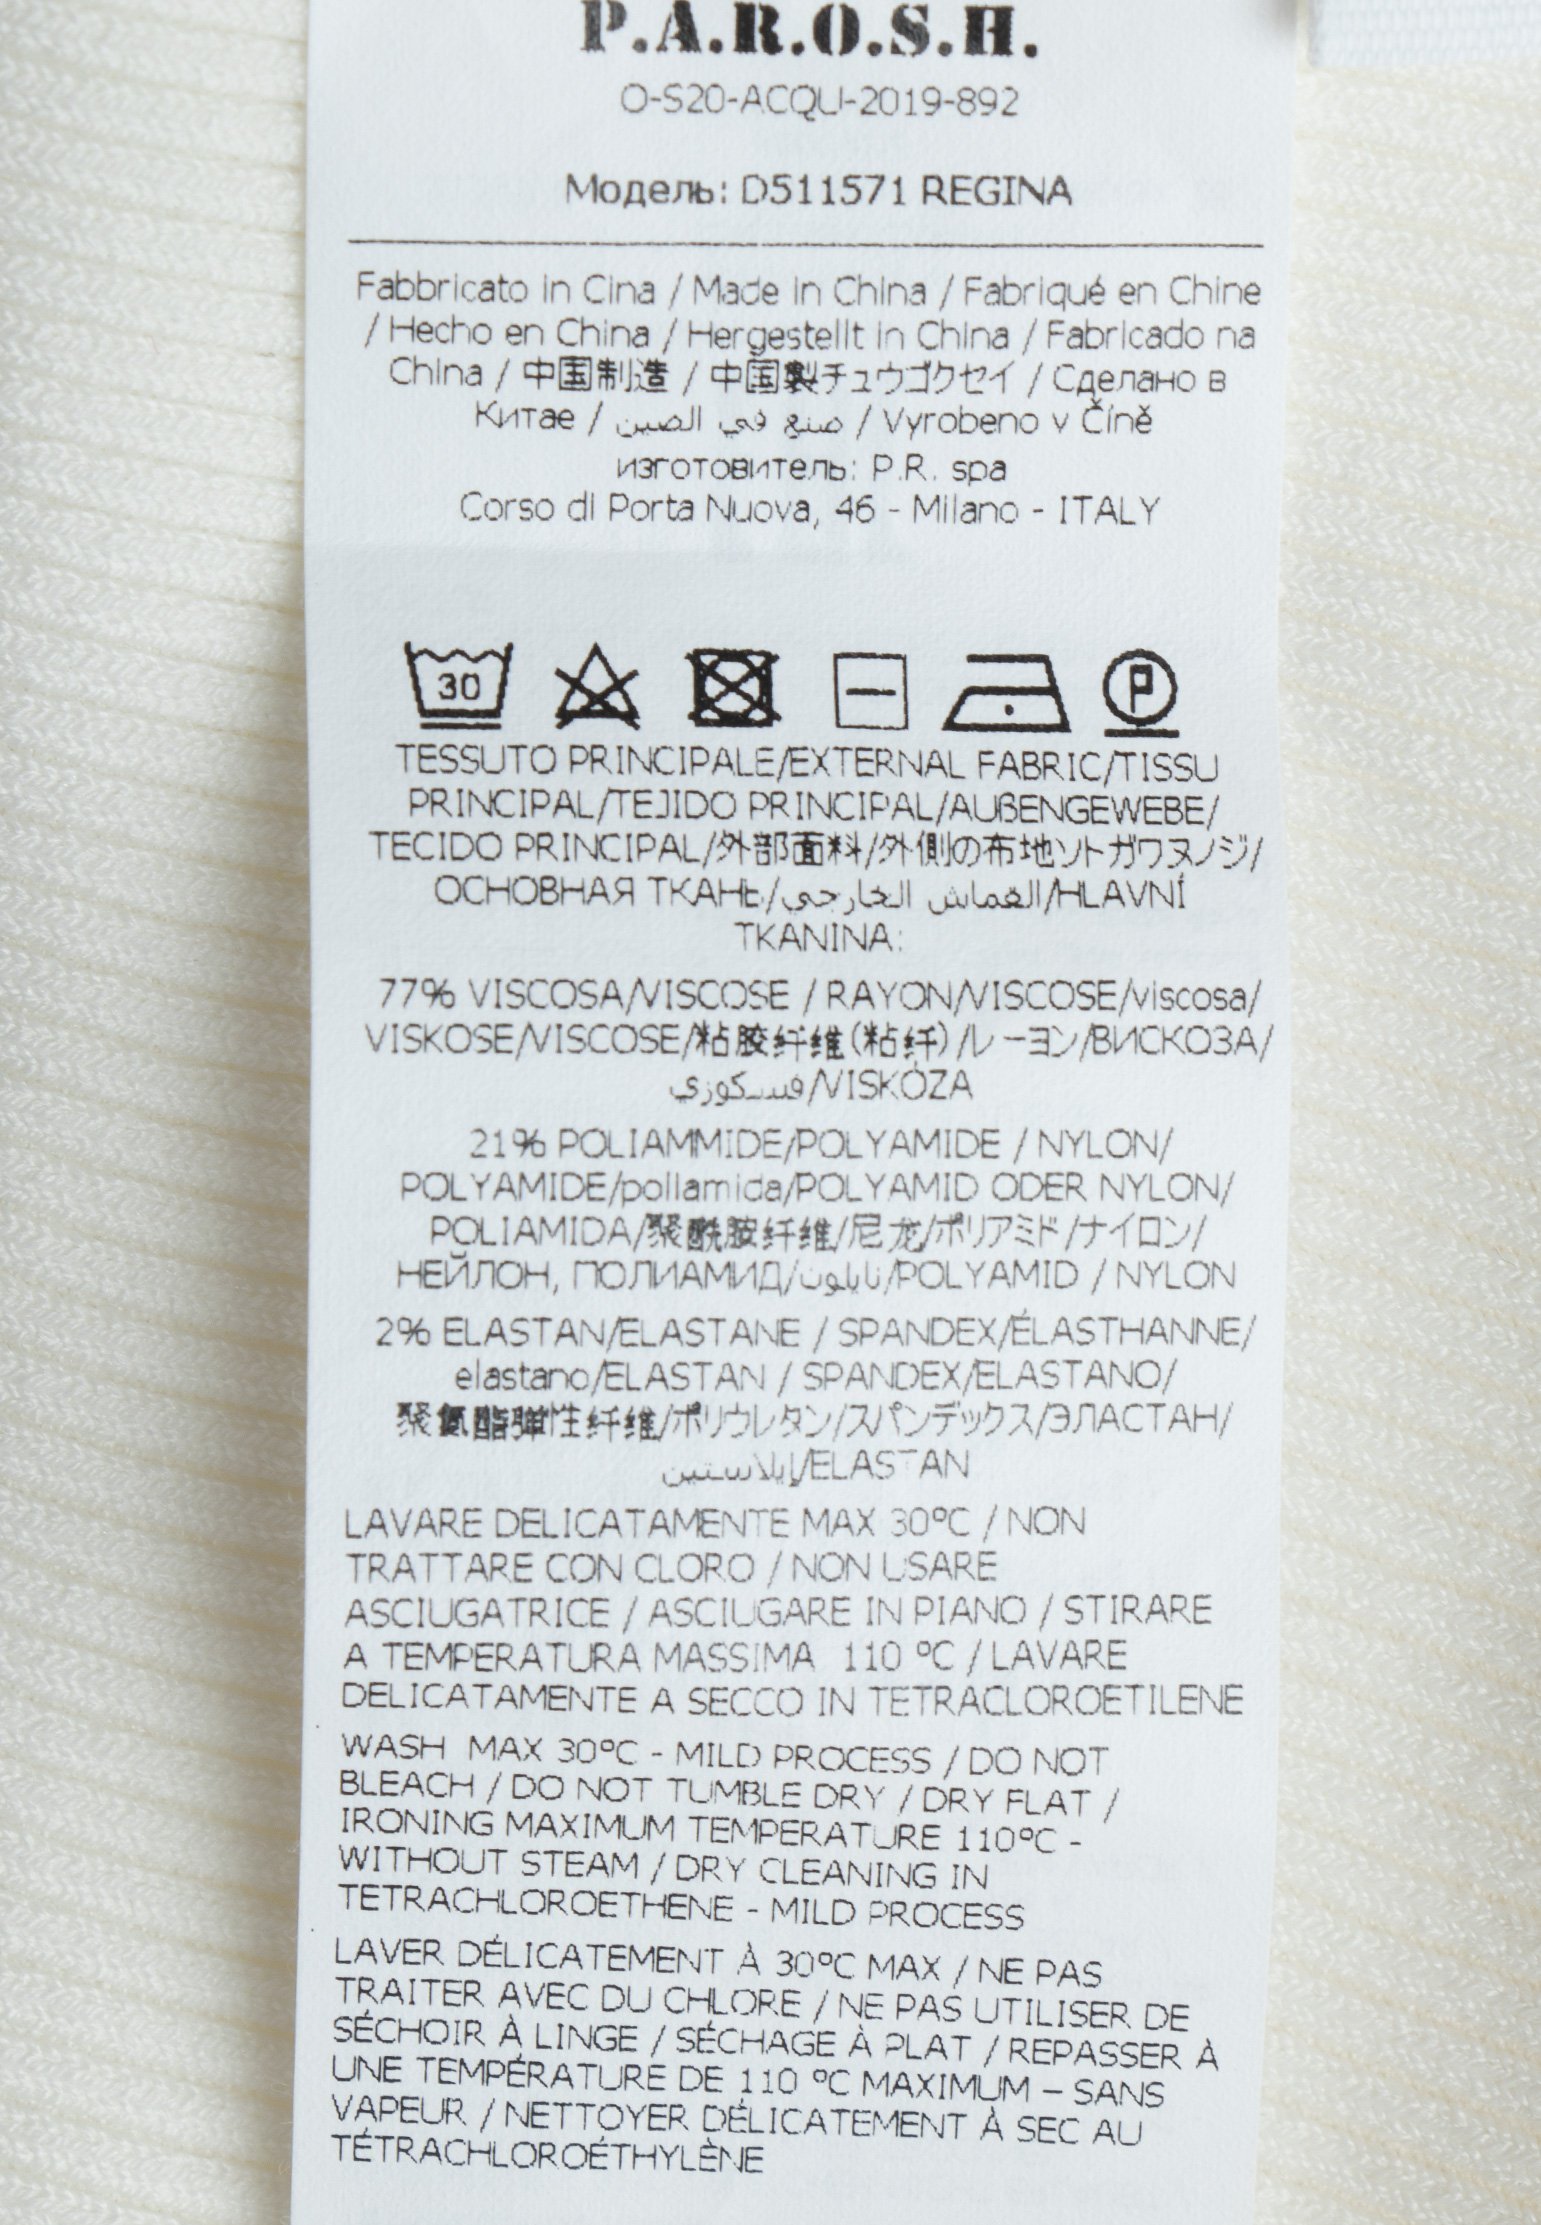 P.A.R.O.S.H.
O-S20-ACQU-2019-892
Модель: D511571 REGINA
Fabbricato in Cina / Made in China / Fabriqué en Chine
/ Hecho en China / Hergestellt in China / Fabricado na
China / 中国制造 / 中国製チュウゴクセイ / Сделано в
Китае / صنع في الصين / Vyrobeno v Číně
изготовитель: P.R. spa
Corso di Porta Nuova, 46 - Milano - ITALY
30 P
TESSUTO PRINCIPALE/EXTERNAL FABRIC/TISSU
PRINCIPAL/TEJIDO PRINCIPAL/AUßENGEWEBE/
TECIDO PRINCIPAL/外部面料/外側の布地ソトガワヌノジ/
ОСНОВНАЯ ТКАНЬ/القماش الخارجي/HLAVNÍ
TKANINA:
77% VISCOSA/VISCOSE / RAYON/VISCOSE/viscosa/
VISKOSE/VISCOSE/粘胶纤维(粘纤)/レーヨン/ВИСКОЗА/
فسكوزي/VISKÓZA
21% POLIAMMIDE/POLYAMIDE / NYLON/
POLYAMIDE/poliamida/POLYAMID ODER NYLON/
POLIAMIDA/聚酰胺纤维/尼龙/ポリアミド/ナイロン/
НЕЙЛОН, ПОЛИАМИД/نايلون/POLYAMID / NYLON
2% ELASTAN/ELASTANE / SPANDEX/ÉLASTHANNE/
elastano/ELASTAN / SPANDEX/ELASTANO/
聚氨酯弹性纤维/ポリウレタン/スパンデックス/ЭЛАСТАН/
إيلاستين/ELASTAN
LAVARE DELICATAMENTE MAX 30°C / NON
TRATTARE CON CLORO / NON USARE
ASCIUGATRICE / ASCIUGARE IN PIANO / STIRARE
A TEMPERATURA MASSIMA 110 °C / LAVARE
DELICATAMENTE A SECCO IN TETRACLOROETILENE
WASH MAX 30°C - MILD PROCESS / DO NOT
BLEACH / DO NOT TUMBLE DRY / DRY FLAT /
IRONING MAXIMUM TEMPERATURE 110°C -
WITHOUT STEAM / DRY CLEANING IN
TETRACHLOROETHENE - MILD PROCESS
LAVER DÉLICATEMENT À 30°C MAX / NE PAS
TRAITER AVEC DU CHLORE / NE PAS UTILISER DE
SÉCHOIR À LINGE / SÉCHAGE À PLAT / REPASSER À
UNE TEMPÉRATURE DE 110 °C MAXIMUM – SANS
VAPEUR / NETTOYER DÉLICATEMENT À SEC AU
TÉTRACHLOROÉTHYLÈNE